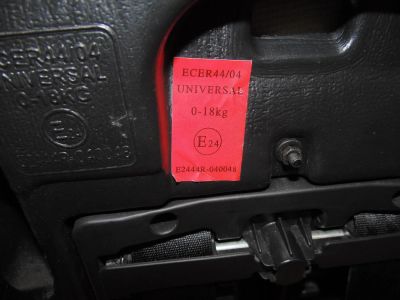 ECER44/04
UNIVERSAL
0-18KG
E24
ECER44/04
UNIVERSAL
0-18kg
E24
E2444R-040048